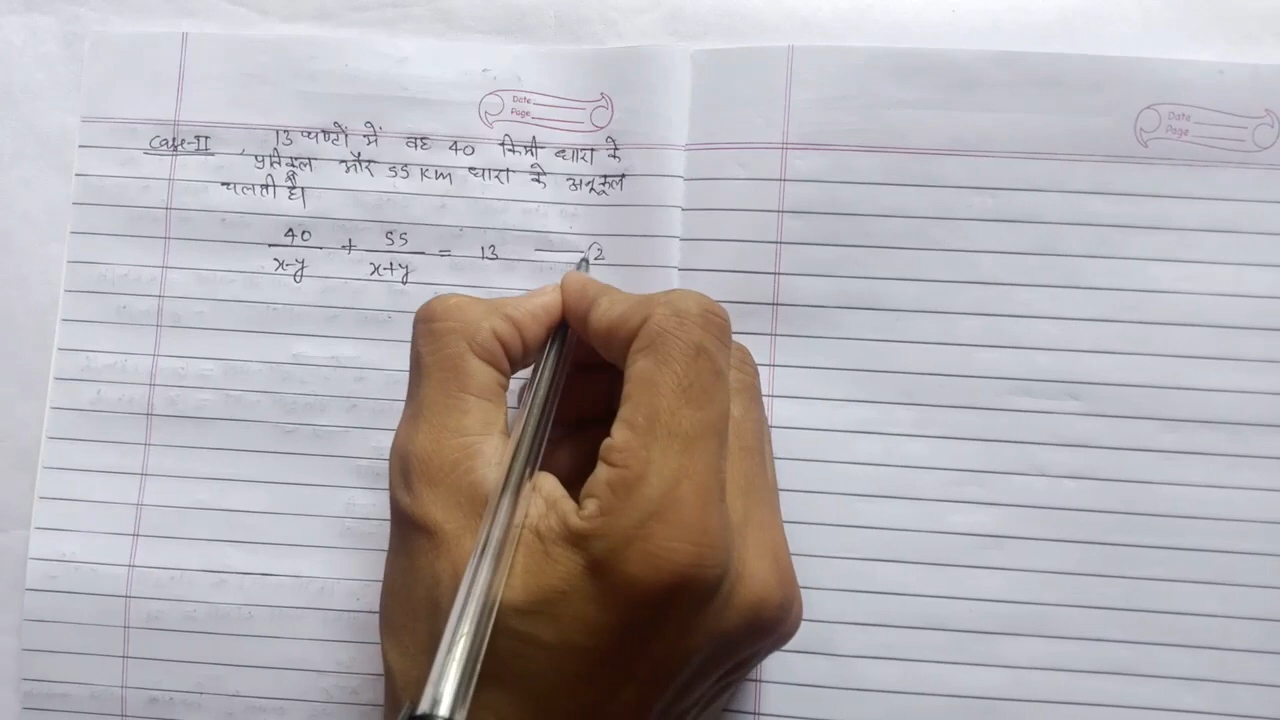 Date
Page
Date
Page
Case-II , 13 घण्टों में वह 40 किमी धारा के
प्रतिकूल और 55 KM धारा के अनुकूल
चलती है।
40/(x-y) + 55/(x+y) = 13 — 2